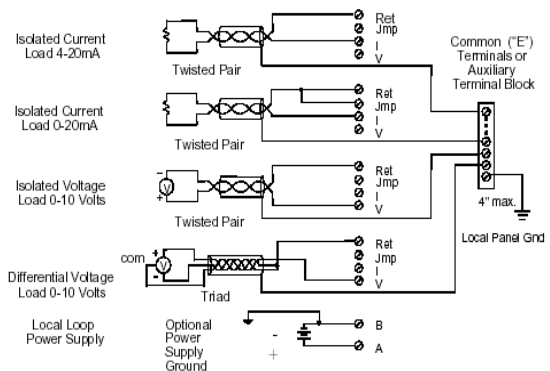 Isolated Current
Load 4-20mA
Twisted Pair
Ret
Jmp
I
V
Common ("E")
Terminals or
Auxiliary
Terminal Block
Isolated Current
Load 0-20mA
Twisted Pair
Ret
Jmp
I
V
Isolated Voltage
Load 0-10 Volts
-
V
+
Twisted Pair
Ret
Jmp
I
V
4" max.
Local Panel Gnd
Differential Voltage
Load 0-10 Volts
com
+
V
-
Triad
Ret
Jmp
I
V
Local Loop
Power Supply
Optional
Power
Supply
Ground
-
+
B
A